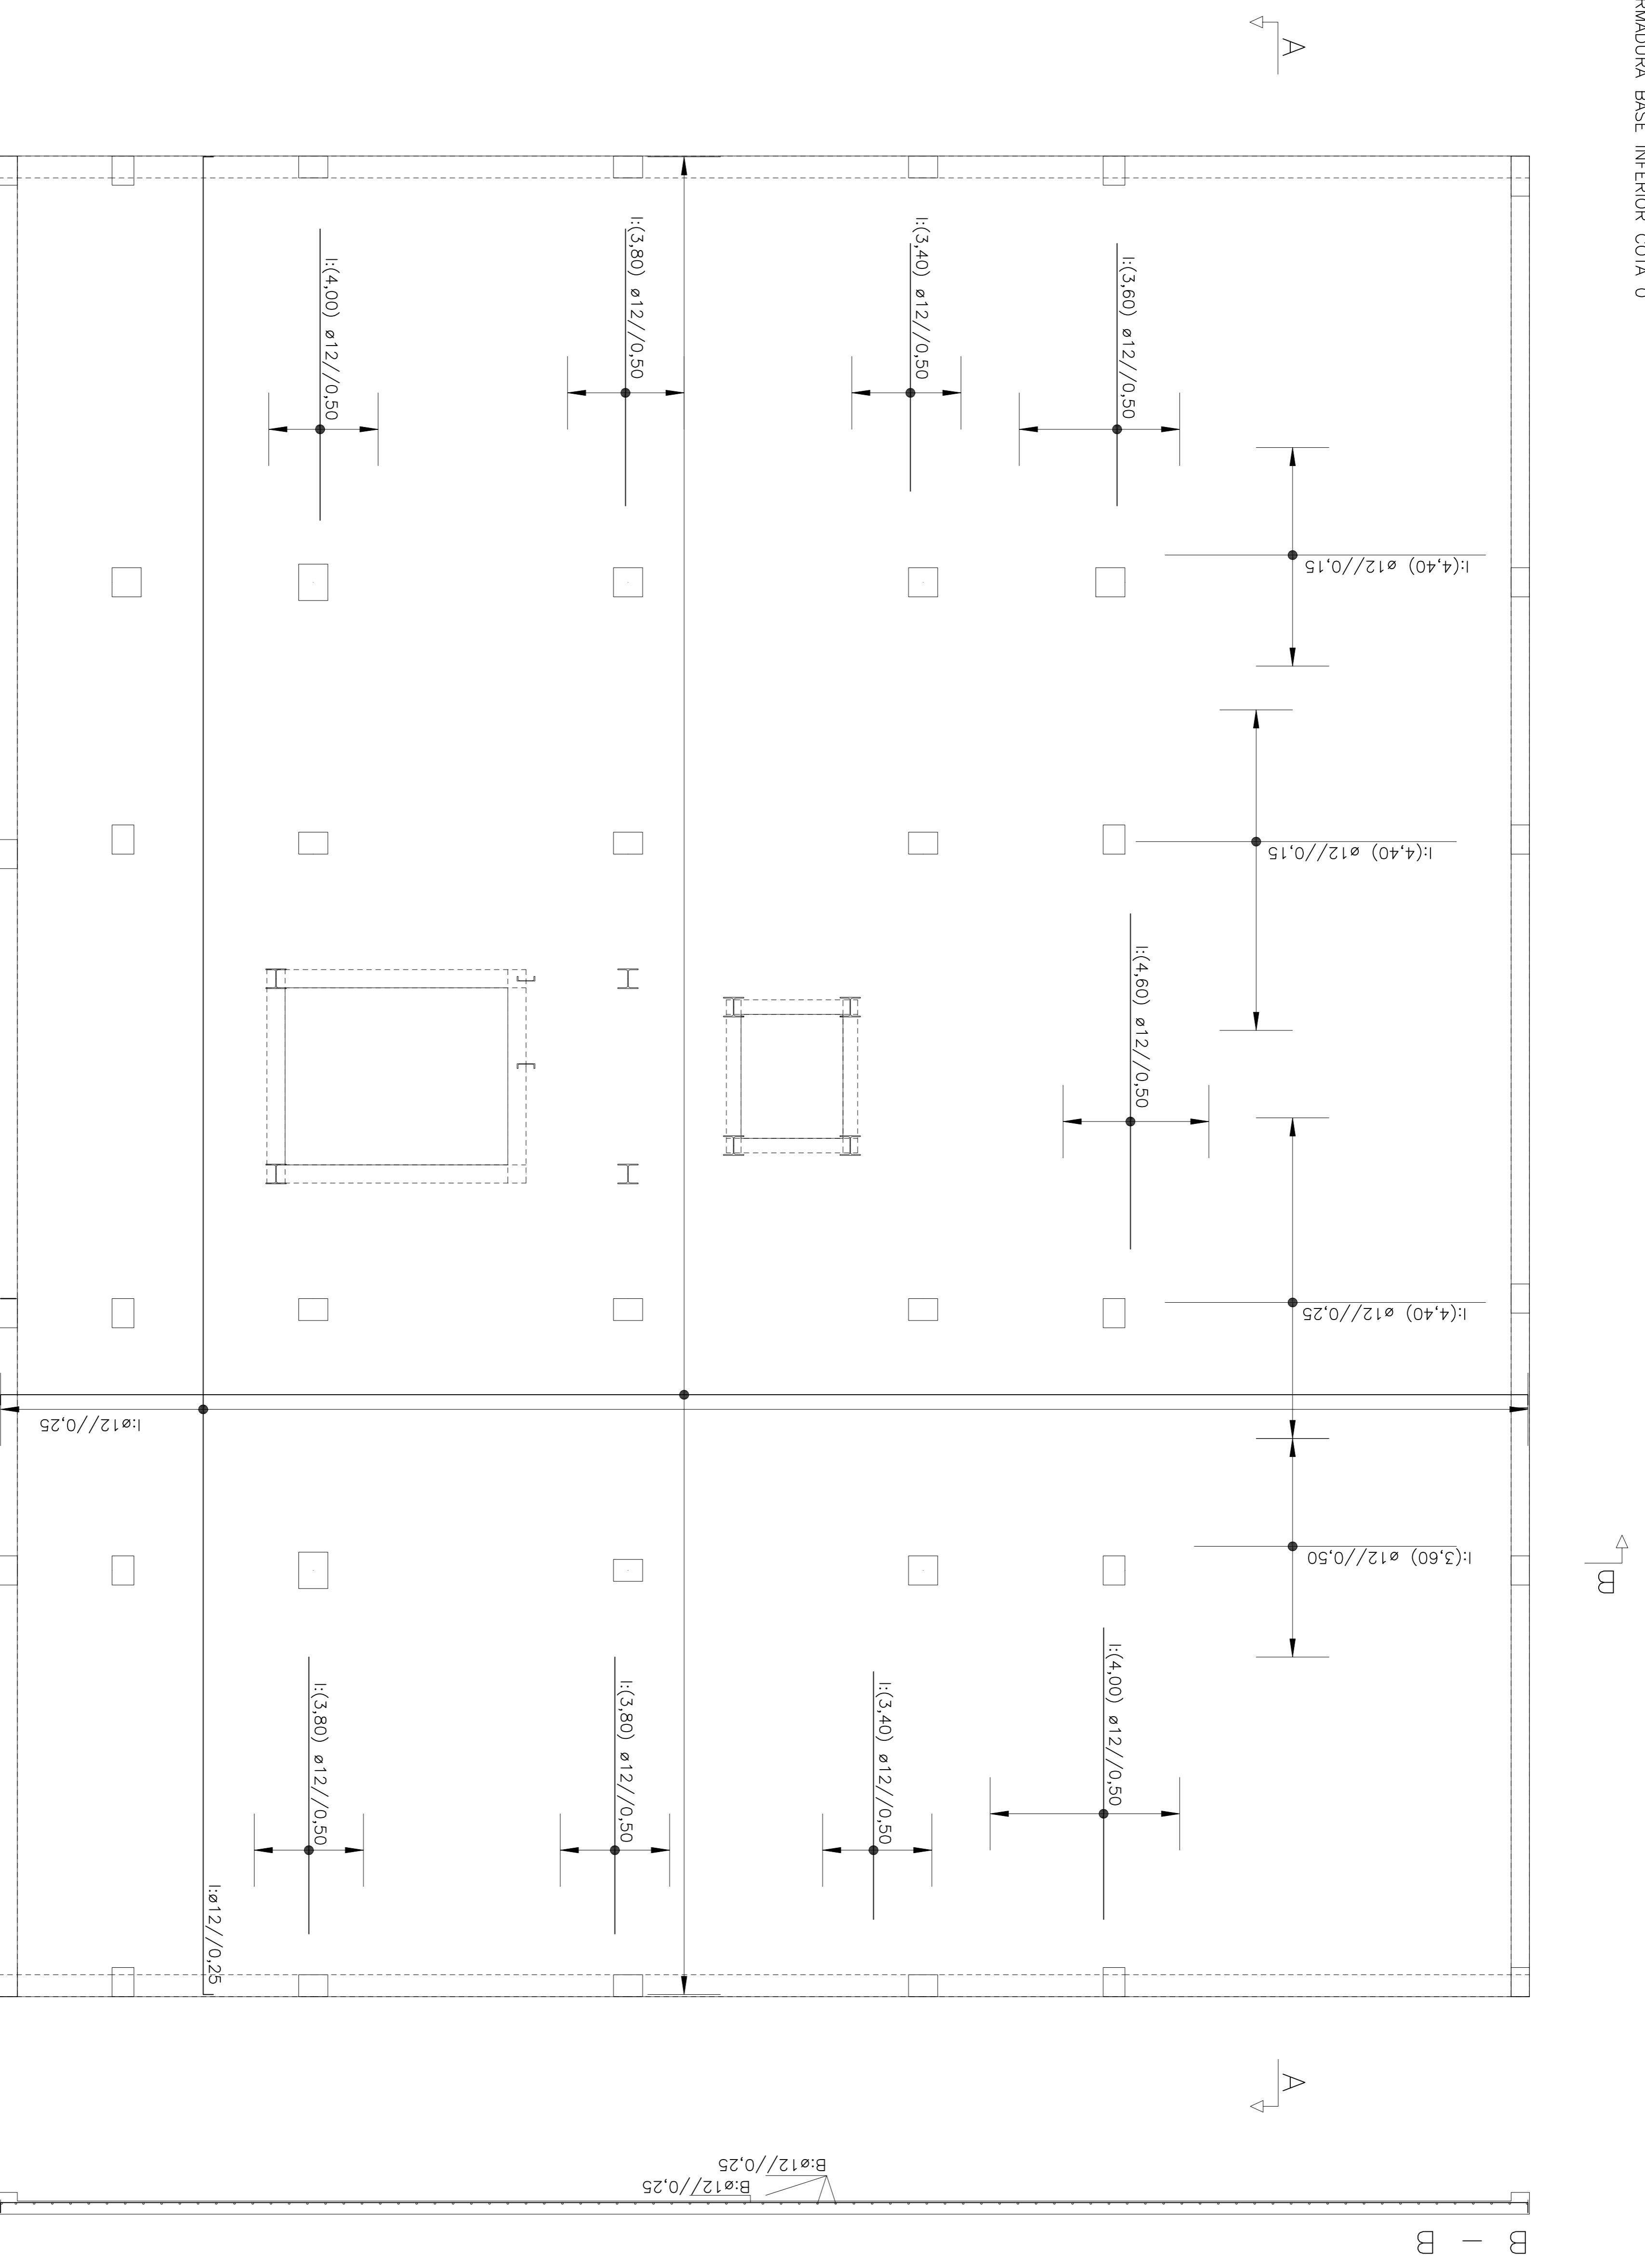 RMADURA BASE INFERIOR COTA 0
A
I:(4,00) ø12//0,50
I:(3,80) ø12//0,50
I:(3,40) ø12//0,50
I:(3,60) ø12//0,50
I:(4,40) ø12//0,15
I:(4,40) ø12//0,15
I:(4,60) ø12//0,50
I:(4,40) ø12//0,25
I:ø12//0,25
I:(3,60) ø12//0,50
B
I:(3,80) ø12//0,50
I:(3,80) ø12//0,50
I:(3,40) ø12//0,50
I:(4,00) ø12//0,50
I:ø12//0,25
A
B:ø12//0,25
B:ø12//0,25
B - B